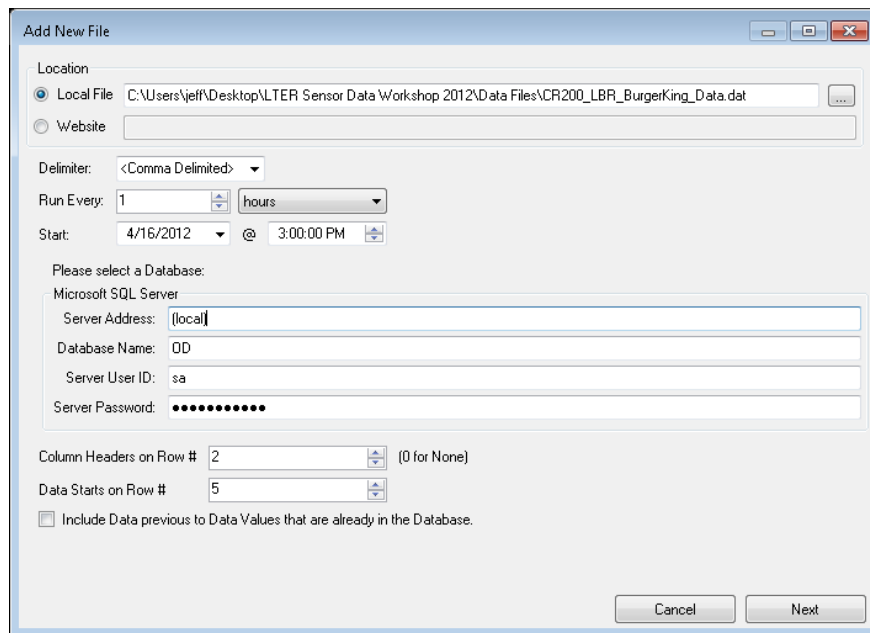 Add New File
Location
Local File C:\Users\jeff\Desktop\LTER Sensor Data Workshop 2012\Data Files\CR200_LBR_BurgerKing_Data.dat ...
Website
Delimiter: <Comma Delimited>
Run Every: 1 hours
Start: 4/16/2012 @ 3:00:00 PM
Please select a Database:
Microsoft SQL Server
Server Address: (local)
Database Name: OD
Server User ID: sa
Server Password: •••••••••••
Column Headers on Row # 2 (0 for None)
Data Starts on Row # 5
Include Data previous to Data Values that are already in the Database.
Cancel Next